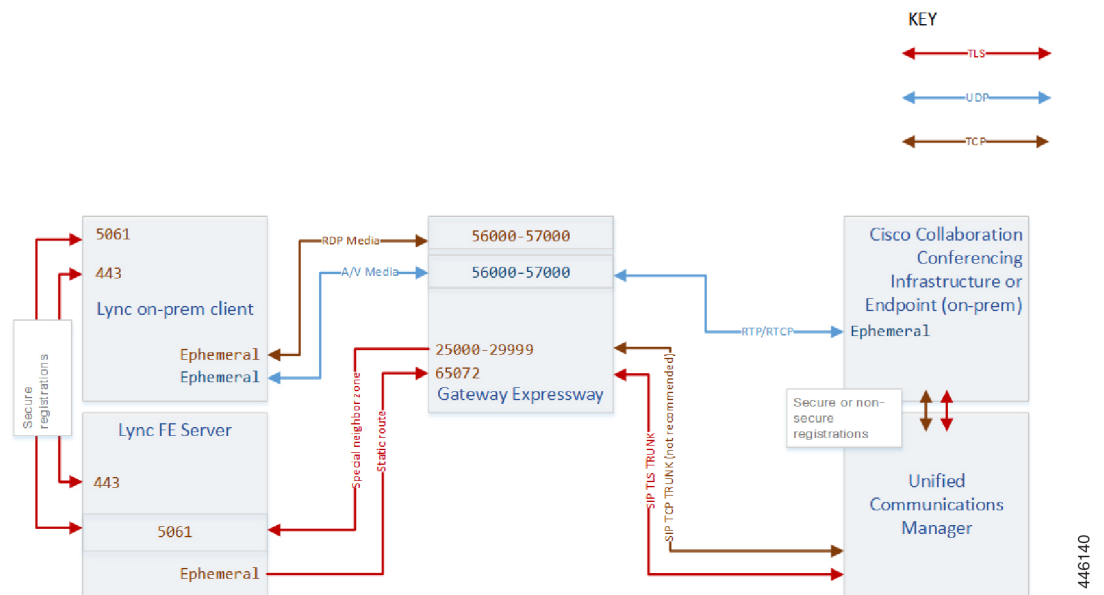 KEY
TLS
UDP
TCP
5061
443
Lync on-prem client
Ephemeral
Ephemeral
Secure
registrations
Lync FE Server
443
5061
Ephemeral
RDP Media
A/V Media
Special neighbor zone
Static route
56000-57000
56000-57000
25000-29999
65072
Gateway Expressway
RTP/RTCP
SIP TLS TRUNK
SIP TCP TRUNK (not recommended)
Cisco Collaboration
Conferencing
Infrastructure or
Endpoint (on-prem)
Ephemeral
Secure or non-
secure
registrations
Unified
Communications
Manager
446140